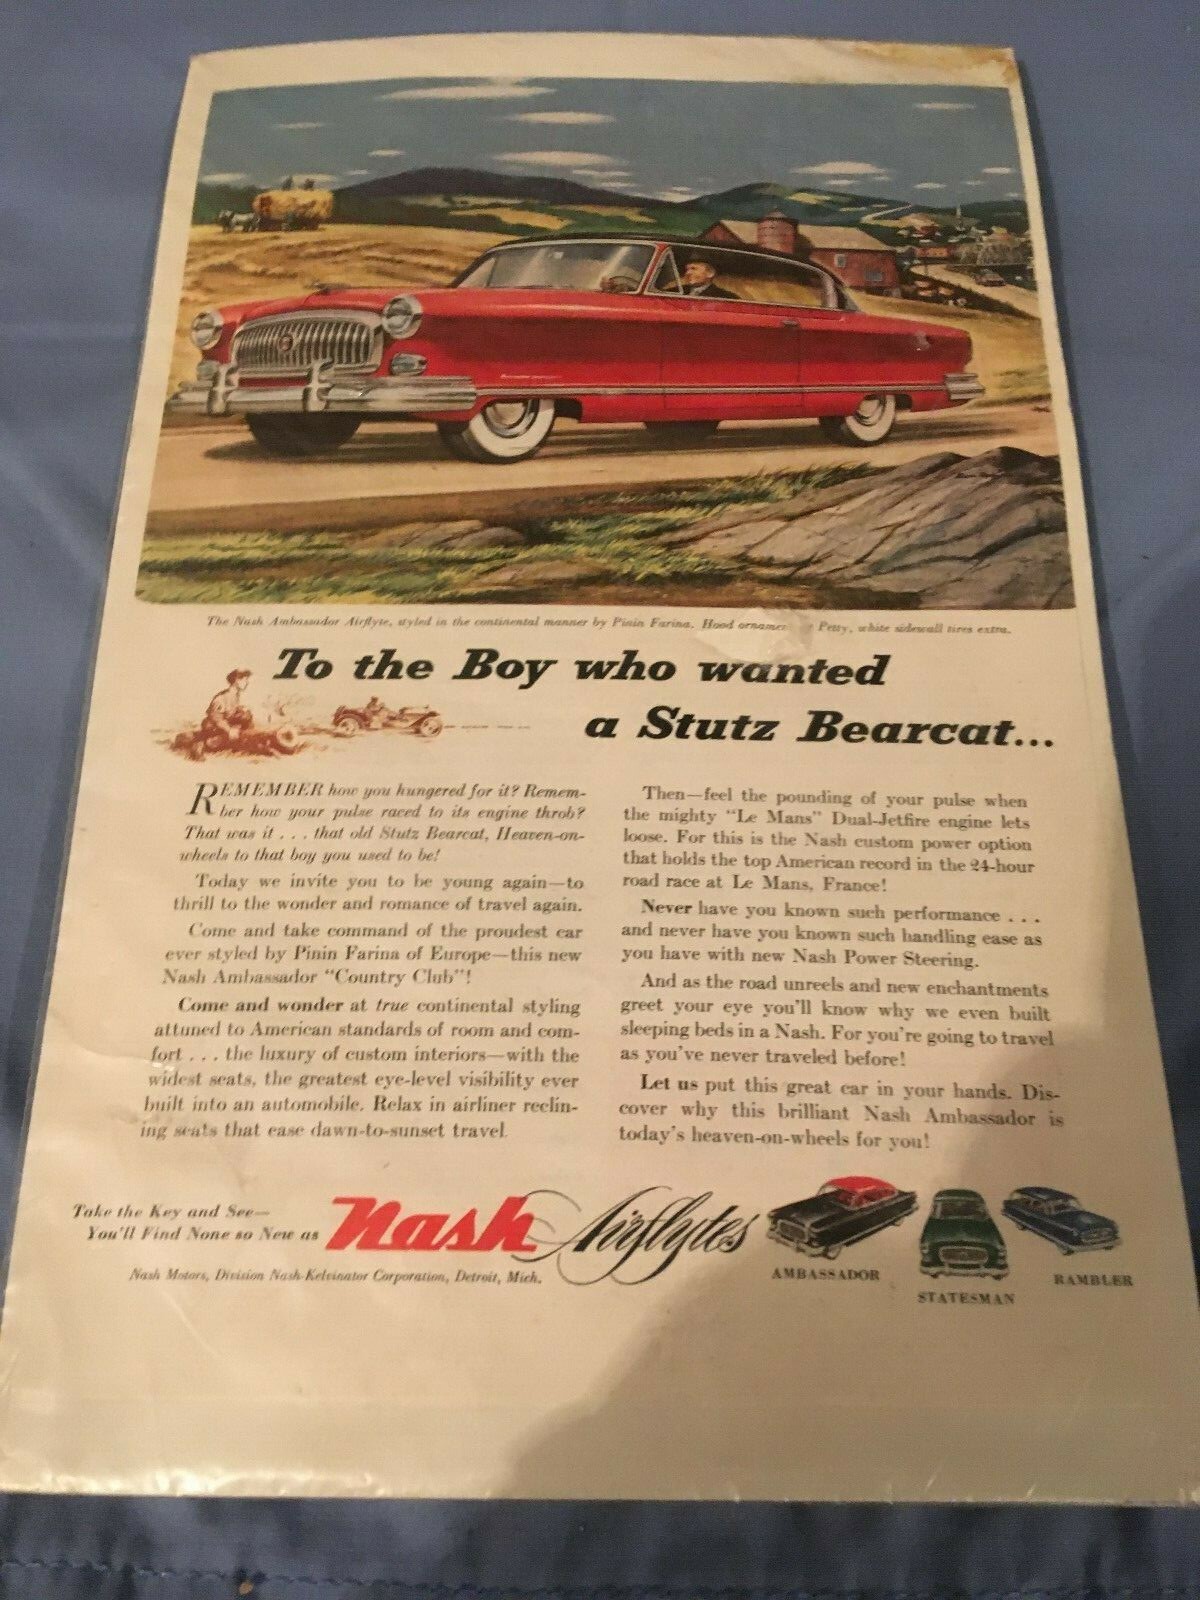 The Nash Ambassador Airflyte, styled in the continental manner by Pinin Farina. Hood ornament Petty, white sidewall tires extra.
To the Boy who wanted
a Stutz Bearcat...
REMEMBER how you hungered for it? Remem-
ber how your pulse raced to its engine throb?
That was it . . . that old Stutz Bearcat, Heaven-on-
wheels to that boy you used to be!
Today we invite you to be young again—to
thrill to the wonder and romance of travel again.
Come and take command of the proudest car
ever styled by Pinin Farina of Europe—this new
Nash Ambassador "Country Club"!
Come and wonder at true continental styling
attuned to American standards of room and com-
fort . . . the luxury of custom interiors—with the
widest seats, the greatest eye-level visibility ever
built into an automobile. Relax in airliner reclin-
ing seats that ease dawn-to-sunset travel.
Then—feel the pounding of your pulse when
the mighty "Le Mans" Dual-Jetfire engine lets
loose. For this is the Nash custom power option
that holds the top American record in the 24-hour
road race at Le Mans, France!
Never have you known such performance . . .
and never have you known such handling ease as
you have with new Nash Power Steering.
And as the road unreels and new enchantments
greet your eye you'll know why we even built
sleeping beds in a Nash. For you're going to travel
as you've never traveled before!
Let us put this great car in your hands. Dis-
cover why this brilliant Nash Ambassador is
today's heaven-on-wheels for you!
Take the Key and See—
You'll Find None so New as
Nash Airflytes
Nash Motors, Division Nash-Kelvinator Corporation, Detroit, Mich.
AMBASSADOR
STATESMAN
RAMBLER